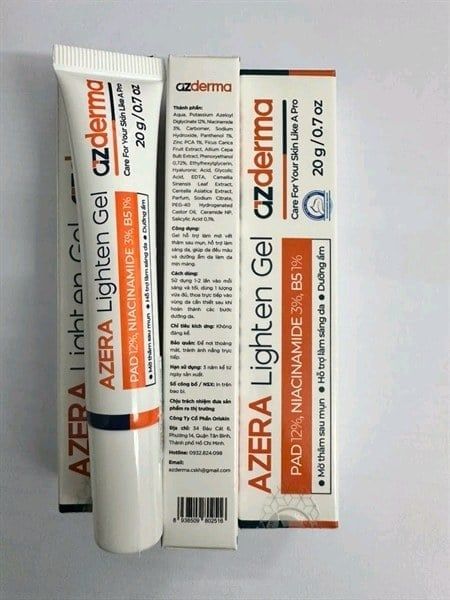 azderma
Care For Your Skin Like A Pro
20 g / 0.7 oz
AZERA Lighten Gel
PAD 12%, NIACINAMIDE 3%, B5 1%
• Mờ thâm sau mụn • Hỗ trợ làm sáng da • Dưỡng ẩm
azderma
Thành phần:
Aqua, Potassium Azeloyl
Diglycinate 12%, Niacinamide
3%, Carbomer, Sodium
Hydroxide, Panthenol 1%,
Zinc PCA 1%, Ficus Carica
Fruit Extract, Allium Cepa
Bulb Extract, Phenoxyethanol
0,72%, Ethylhexylglycerin,
Hyaluronic Acid, Glycolic
Acid, EDTA, Camellia
Sinensis Leaf Extract,
Centella Asiatica Extract,
Parfum, Sodium Citrate,
PEG-40 Hydrogenated
Castor Oil, Ceramide NP,
Salicylic Acid 0,1%.
Công dụng:
Gel hỗ trợ làm mờ vết
thâm sau mụn, hỗ trợ làm
sáng da, giúp da đều màu
và dưỡng ẩm da làm da
mịn màng.
Cách dùng:
Sử dụng 1-2 lần vào mỗi
sáng và tối, dùng 1 lượng
vừa đủ, thoa trực tiếp vào
vùng da cần thiết sau khi
hoàn thành các bước
dưỡng da.
Chỉ tiêu kích ứng: Không
đáng kể.
Bảo quản: Để nơi thoáng
mát, tránh ánh nắng trực
tiếp.
Hạn sử dụng: 3 năm kể từ
ngày sản xuất.
Số công bố / NSX: In trên
bao bì.
Chịu trách nhiệm đưa sản
phẩm ra thị trường
Công Ty Cổ Phần Oriskin
Địa chỉ: 34 Bàu Cát 6,
Phường 14, Quận Tân Bình,
Thành phố Hồ Chí Minh.
Hotline: 0932.824.098
Email:
azderma.cskh@gmail.com
8 936509 802516
azderma
Care For Your Skin Like A Pro
20 g / 0.7 oz
AZERA Lighten Gel
PAD 12%, NIACINAMIDE 3%, B5 1%
• Mờ thâm sau mụn • Hỗ trợ làm sáng da • Dưỡng ẩm